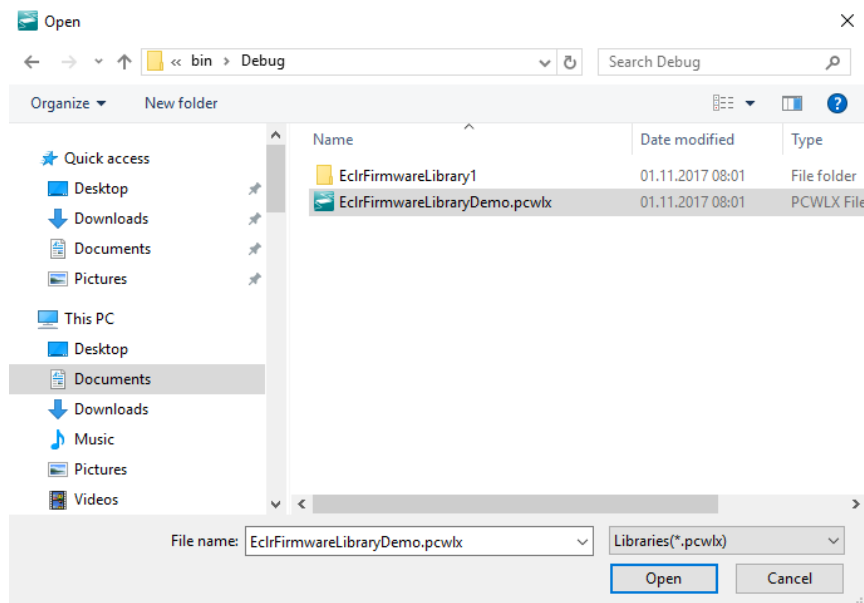 Open
« bin › Debug
Search Debug
Organize
New folder
Quick access
Desktop
Downloads
Documents
Pictures
This PC
Desktop
Documents
Downloads
Music
Pictures
Videos
Name Date modified Type
EclrFirmwareLibrary1 01.11.2017 08:01 File folder
EclrFirmwareLibraryDemo.pcwlx 01.11.2017 08:01 PCWLX File
File name: EclrFirmwareLibraryDemo.pcwlx Libraries(*.pcwlx)
Open Cancel